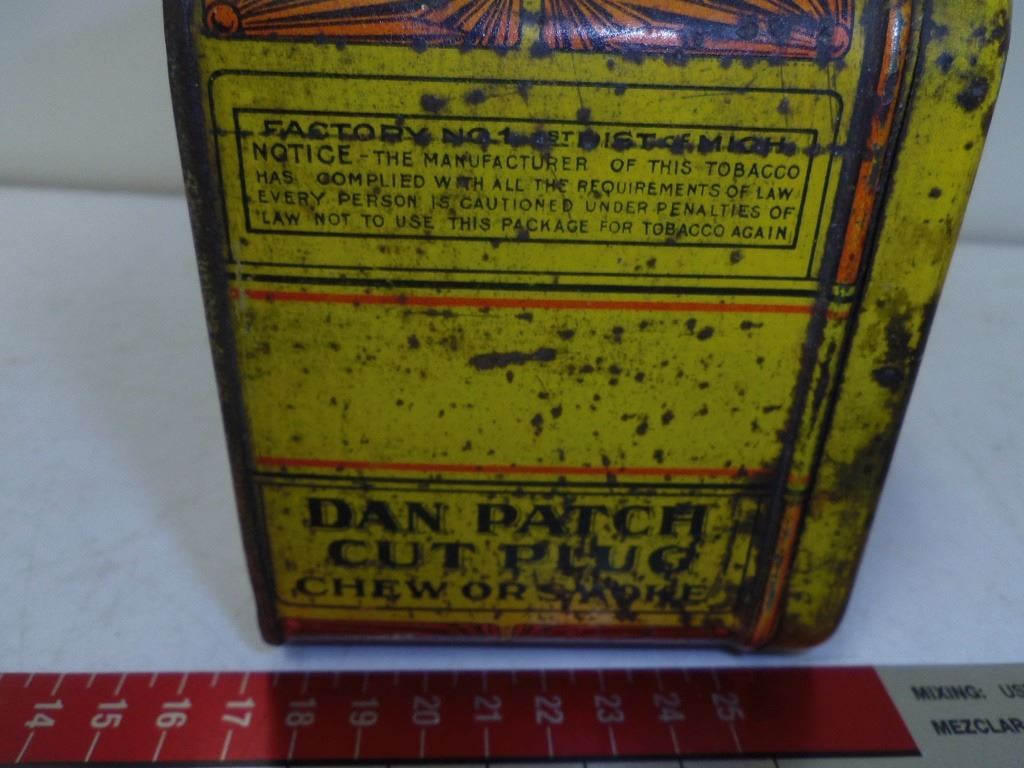 FACTORY NO.1 1ST DIST of MICH.
NOTICE - THE MANUFACTURER OF THIS TOBACCO
HAS COMPLIED WITH ALL THE REQUIREMENTS OF LAW
EVERY PERSON IS CAUTIONED UNDER PENALTIES OF
LAW NOT TO USE THIS PACKAGE FOR TOBACCO AGAIN
DAN PATCH
CUT PLUG
CHEW OR SMOKE
14 15 16 17 18 19 20 21 22 23 24 25
MIXING: US
MEZCLAR